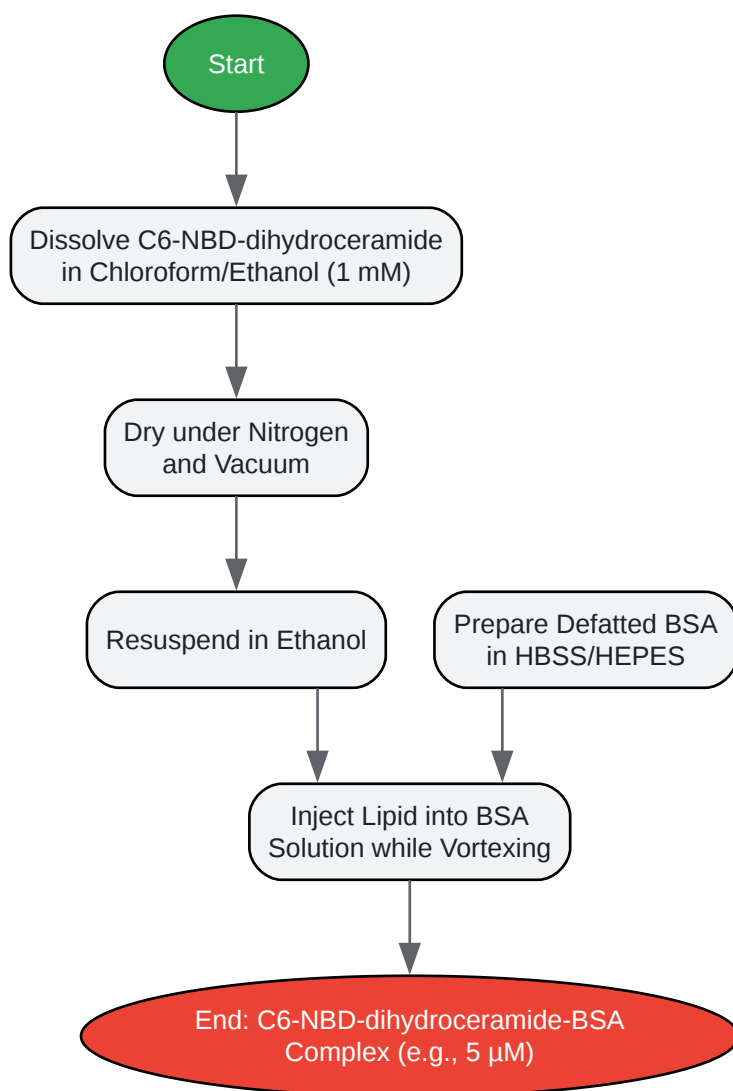 Start
Dissolve C6-NBD-dihydroceramide
in Chloroform/Ethanol (1 mM)
Dry under Nitrogen
and Vacuum
Resuspend in Ethanol
Prepare Defatted BSA
in HBSS/HEPES
Inject Lipid into BSA
Solution while Vortexing
End: C6-NBD-dihydroceramide-BSA
Complex (e.g., 5 µM)